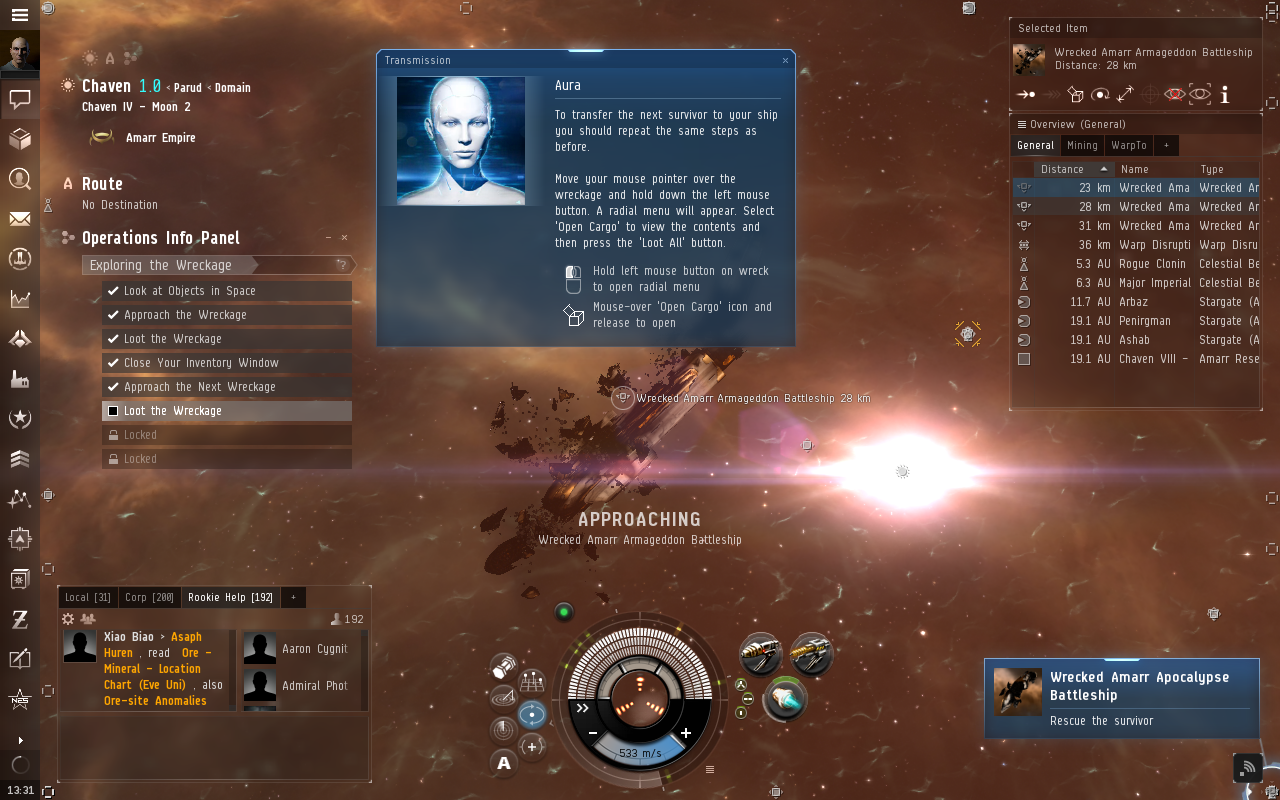 Chaven 1.0 < Parud < Domain
Chaven IV - Moon 2
Amarr Empire
A Route
No Destination
Operations Info Panel
Exploring the Wreckage
?
Look at Objects in Space
Approach the Wreckage
Loot the Wreckage
Close Your Inventory Window
Approach the Next Wreckage
Loot the Wreckage
Locked
Locked
Transmission
Aura
To transfer the next survivor to your ship
you should repeat the same steps as
before.
Move your mouse pointer over the
wreckage and hold down the left mouse
button. A radial menu will appear. Select
'Open Cargo' to view the contents and
then press the 'Loot All' button.
Hold left mouse button on wreck
to open radial menu
Mouse-over 'Open Cargo' icon and
release to open
Selected Item
Wrecked Amarr Armageddon Battleship
Distance: 28 km
Overview (General)
General Mining WarpTo +
Distance Name Type
23 km Wrecked Ama Wrecked Ar
28 km Wrecked Ama Wrecked Ar
31 km Wrecked Ama Wrecked Ar
36 km Warp Disrupti Warp Disru
5.3 AU Rogue Clonin Celestial Be
6.3 AU Major Imperial Celestial Be
11.7 AU Arbaz Stargate (A
19.1 AU Penirgman Stargate (A
19.1 AU Ashab Stargate (A
19.1 AU Chaven VIII - Amarr Rese
Wrecked Amarr Armageddon Battleship 28 km
APPROACHING
Wrecked Amarr Armageddon Battleship
Local [31] Corp [200] Rookie Help [192] +
192
Xiao Biao > Asaph
Huren , read Ore -
Mineral - Location
Chart (Eve Uni) , also
Ore-site Anomalies
Aaron Cygnit
Admiral Phot
533 m/s
A
Wrecked Amarr Apocalypse
Battleship
Rescue the survivor
NES
13:31